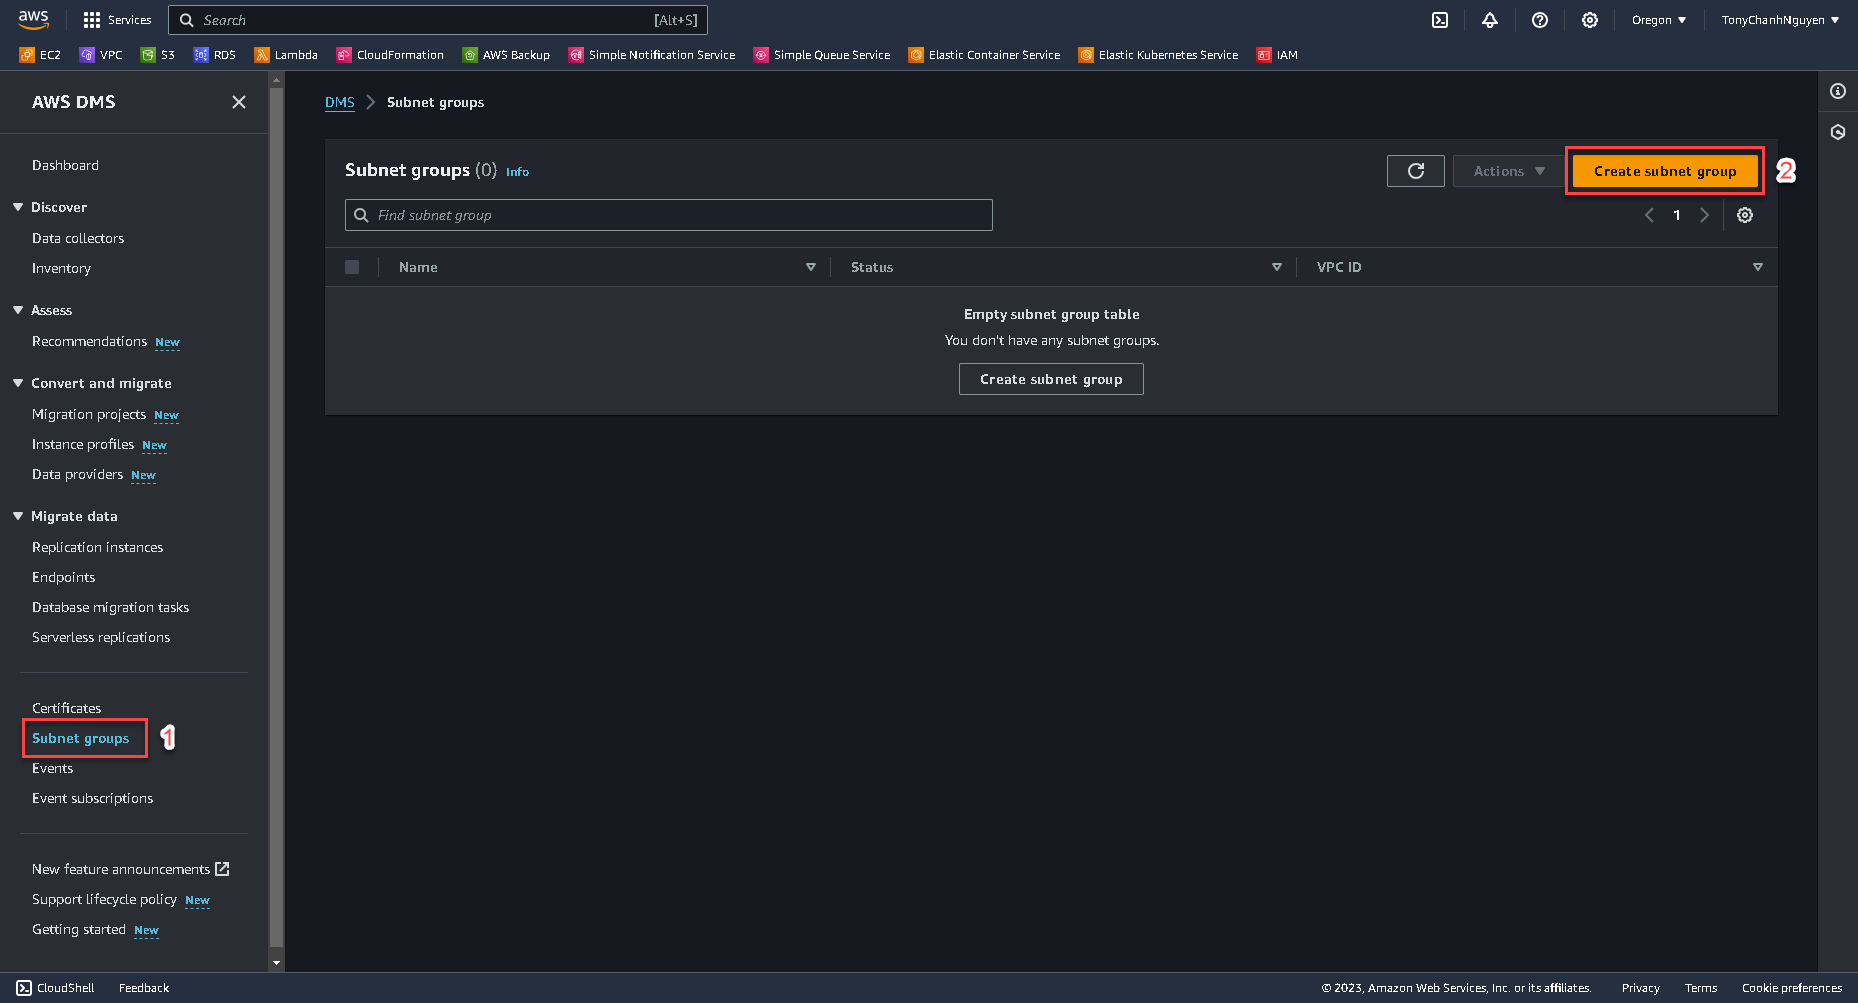 aws
Services
Search
[Alt+S]
Oregon
TonyChanhNguyen
EC2
VPC
S3
RDS
Lambda
CloudFormation
AWS Backup
Simple Notification Service
Simple Queue Service
Elastic Container Service
Elastic Kubernetes Service
IAM
AWS DMS
Dashboard
Discover
Data collectors
Inventory
Assess
Recommendations New
Convert and migrate
Migration projects New
Instance profiles New
Data providers New
Migrate data
Replication instances
Endpoints
Database migration tasks
Serverless replications
Certificates
Subnet groups
1
Events
Event subscriptions
New feature announcements
Support lifecycle policy New
Getting started New
DMS
Subnet groups
Subnet groups (0) Info
Actions
Create subnet group
2
Find subnet group
1
Name
Status
VPC ID
Empty subnet group table
You don't have any subnet groups.
Create subnet group
CloudShell
Feedback
© 2023, Amazon Web Services, Inc. or its affiliates.
Privacy
Terms
Cookie preferences